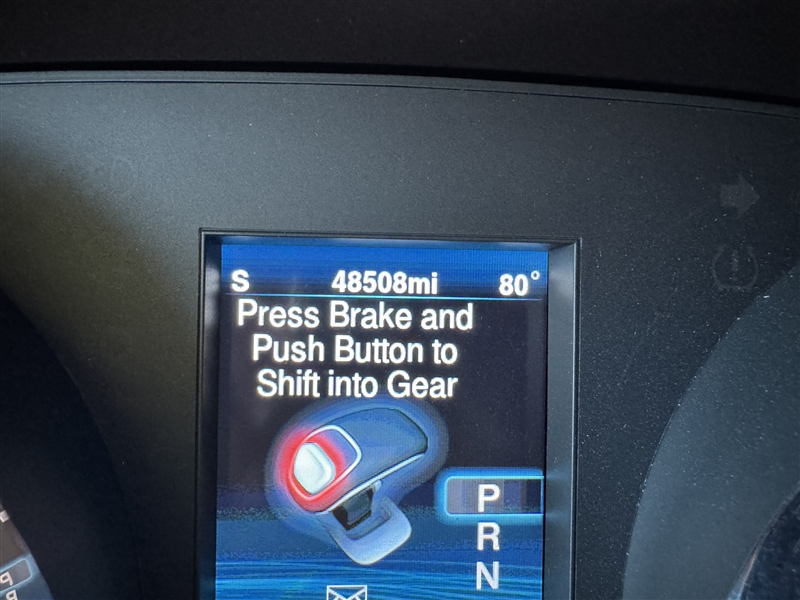 S 48508mi 80°
Press Brake and
Push Button to
Shift into Gear
P
R
N